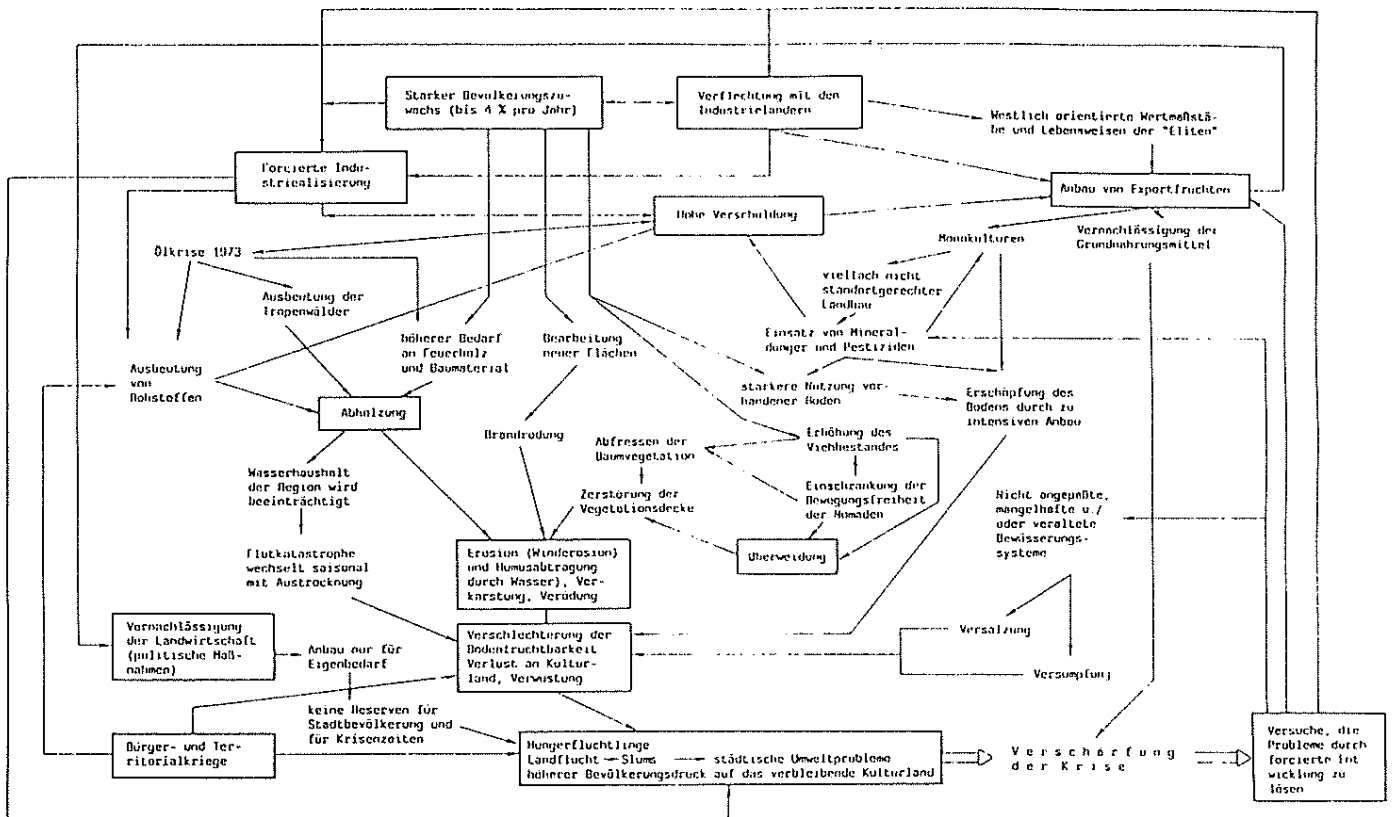 Starker Bevölkerungszu-
wachs (bis 4 % pro Jahr)
Verflechtung mit den
Industrieländern
Westlich orientierte Wertmaßstä-
be und Lebensweisen der "Eliten"
Forcierte Indu-
strialisierung
Anbau von Exportfrüchten
Hohe Verschuldung
Ölkrise 1973
Monokulturen
Vernachlässigung der
Grundnahrungsmittel
Ausbeutung der
Tropenwälder
vielfach nicht
standortgerechter
Landbau
höherer Bedarf
an Feuerholz
und Baumaterial
Bearbeitung
neuer Flächen
Einsatz von Mineral-
dünger und Pestiziden
Ausbeutung
von
Rohstoffen
stärkere Nutzung vor-
handener Böden
Erschöpfung des
Bodens durch zu
intensiven Anbau
Abholzung
Brandrodung
Abfressen der
Baumvegetation
Erhöhung des
Viehbestandes
Wasserhaushalt
der Region wird
beeinträchtigt
Zerstörung der
Vegetationsdecke
Einschränkung der
Bewegungsfreiheit
der Nomaden
Nicht angepaßte,
mangelhafte u./
oder veraltete
Bewässerungs-
systeme
Flutkatastrophe
wechselt saisonal
mit Austrocknung
Erosion (Winderosion)
und Humusabtragung
durch Wasser), Ver-
karstung, Verödung
Überweidung
Vernachlässigung
der Landwirtschaft
(politische Maß-
nahmen)
Anbau nur für
Eigenbedarf
Verschlechterung der
Bodenfruchtbarkeit
Verlust an Kultur-
land, Verwüstung
Versalzung
Versumpfung
keine Reserven für
Stadtbevölkerung und
für Krisenzeiten
Bürger- und Ter-
ritorialkriege
Hungerflüchtlinge
Landflucht Slums städtische Umweltprobleme
höherer Bevölkerungsdruck auf das verbleibende Kulturland
Verschärfung
der Krise
Versuche, die
Probleme durch
forcierte Ent
wicklung zu
lösen